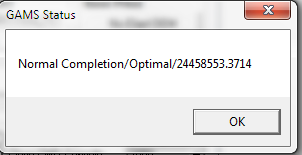 GAMS Status
Normal Completion/Optimal/24458553.3714
OK